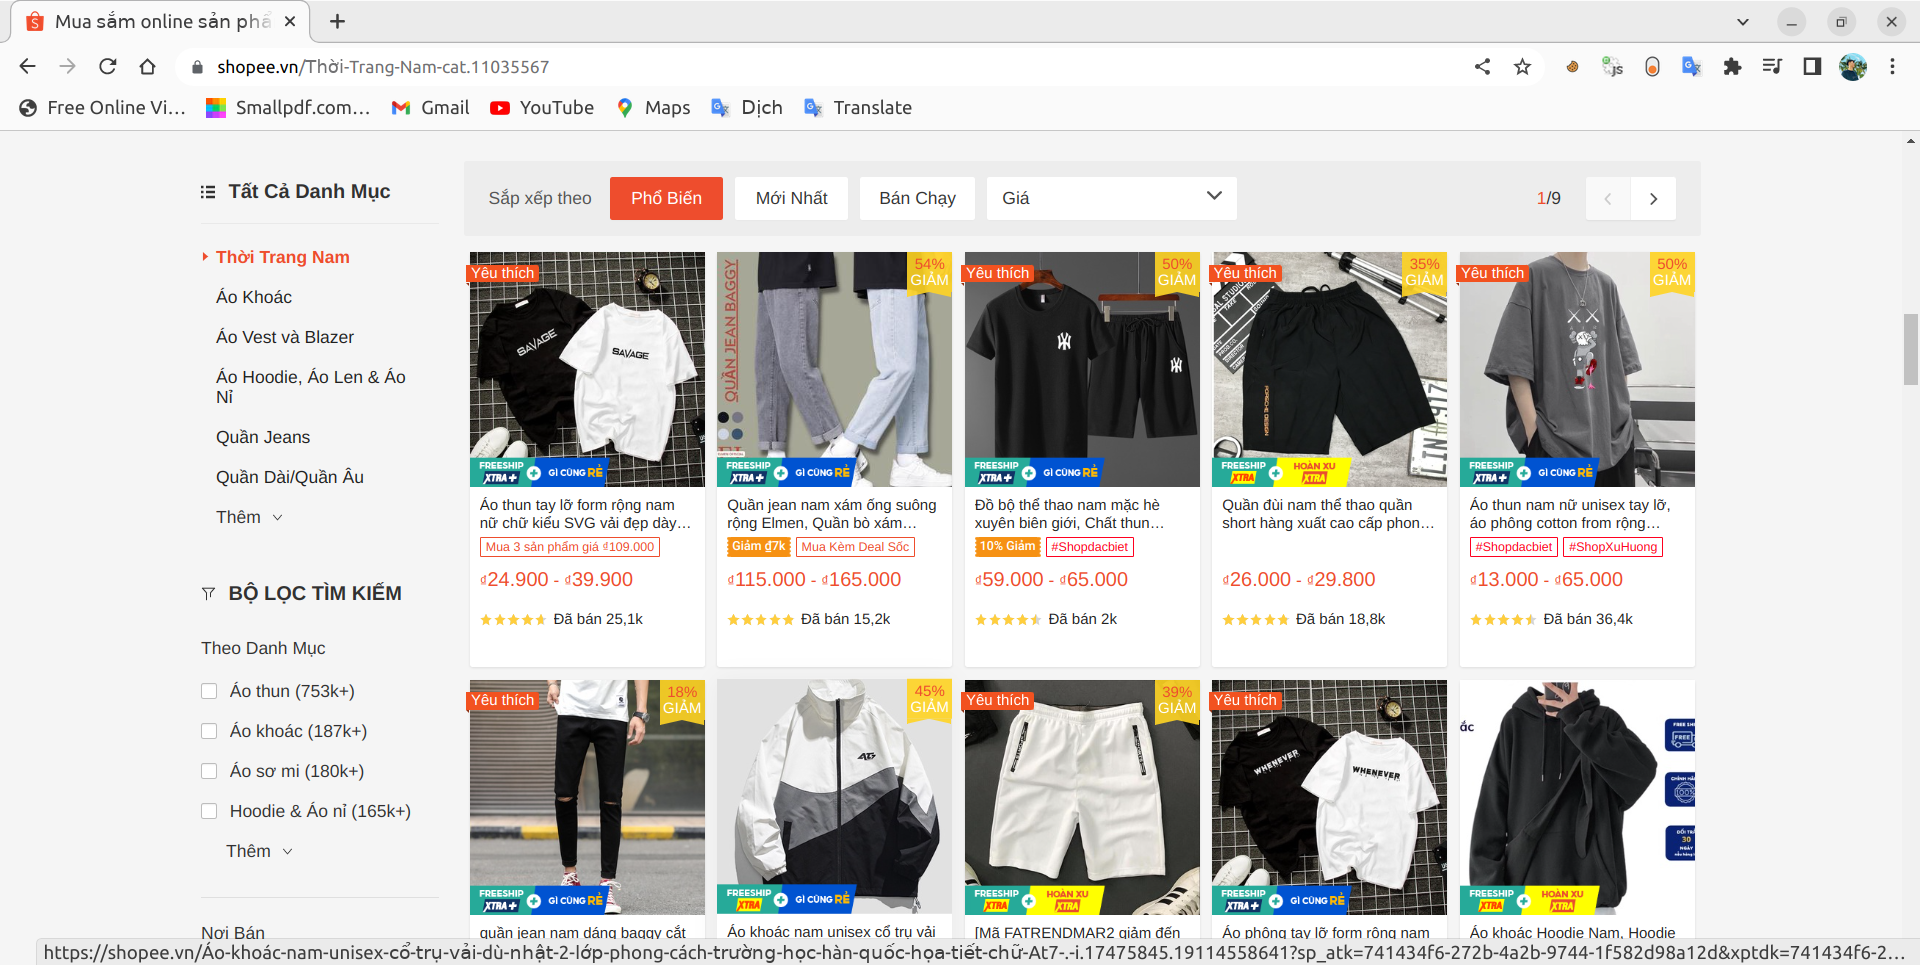 Mua sắm online sản phẩ
shopee.vn/Thời-Trang-Nam-cat.11035567
Free Online Vi...
Smallpdf.com...
Gmail
YouTube
Maps
Dịch
Translate
Tất Cả Danh Mục
Thời Trang Nam
Áo Khoác
Áo Vest và Blazer
Áo Hoodie, Áo Len & Áo
Nỉ
Quần Jeans
Quần Dài/Quần Âu
Thêm
BỘ LỌC TÌM KIẾM
Theo Danh Mục
Áo thun (753k+)
Áo khoác (187k+)
Áo sơ mi (180k+)
Hoodie & Áo nỉ (165k+)
Thêm
Nơi Bán
Sắp xếp theo
Phổ Biến
Mới Nhất
Bán Chạy
Giá
1/9
Yêu thích
SAVAGE
SAVAGE
FREESHIP XTRA+ + GÌ CŨNG RẺ
Áo thun tay lỡ form rộng nam
nữ chữ kiểu SVG vải đẹp dày...
Mua 3 sản phẩm giá ₫109.000
₫24.900 - ₫39.900
Đã bán 25,1k
QUẦN JEAN BAGGY
54%
GIẢM
FREESHIP XTRA+ + GÌ CŨNG RẺ
Quần jean nam xám ống suông
rộng Elmen, Quần bò xám...
Giảm ₫7k
Mua Kèm Deal Sốc
₫115.000 - ₫165.000
Đã bán 15,2k
Yêu thích
50%
GIẢM
FREESHIP XTRA+ + GÌ CŨNG RẺ
Đồ bộ thể thao nam mặc hè
xuyên biên giới, Chất thun...
10% Giảm
#Shopdacbiet
₫59.000 - ₫65.000
Đã bán 2k
Yêu thích
35%
GIẢM
PORSCHE DESIGN
FREESHIP XTRA + HOÀN XU XTRA
Quần đùi nam thể thao quần
short hàng xuất cao cấp phon...
₫26.000 - ₫29.800
Đã bán 18,8k
Yêu thích
50%
GIẢM
FREESHIP XTRA+ + GÌ CŨNG RẺ
Áo thun nam nữ unisex tay lỡ,
áo phông cotton from rộng...
#Shopdacbiet
#ShopXuHuong
₫13.000 - ₫65.000
Đã bán 36,4k
Yêu thích
18%
GIẢM
FREESHIP XTRA+ + GÌ CŨNG RẺ
quần jean nam dáng baggy cắt
45%
GIẢM
FREESHIP XTRA + GÌ CŨNG RẺ
Áo khoác nam unisex cổ trụ vải
Yêu thích
39%
GIẢM
FREESHIP XTRA + HOÀN XU XTRA
[Mã FATRENDMAR2 giảm đến
Yêu thích
WHENEVER
WHENEVER
FREESHIP XTRA+ + GÌ CŨNG RẺ
Áo phông tay lỡ form rộng nam
ắc
FREE SHIP
FREE
CHÍNH HÃ
100%
ĐỔI TRẢ
30
NGÀY
FREESHIP XTRA + HOÀN XU XTRA
Áo khoác Hoodie Nam, Hoodie
https://shopee.vn/Áo-khoác-nam-unisex-cổ-trụ-vải-dù-nhật-2-lớp-phong-cách-trường-học-hàn-quốc-họa-tiết-chữ-At7-.-i.17475845.19114558641?sp_atk=741434f6-272b-4a2b-9744-1f582d98a12d&xptdk=741434f6-2...